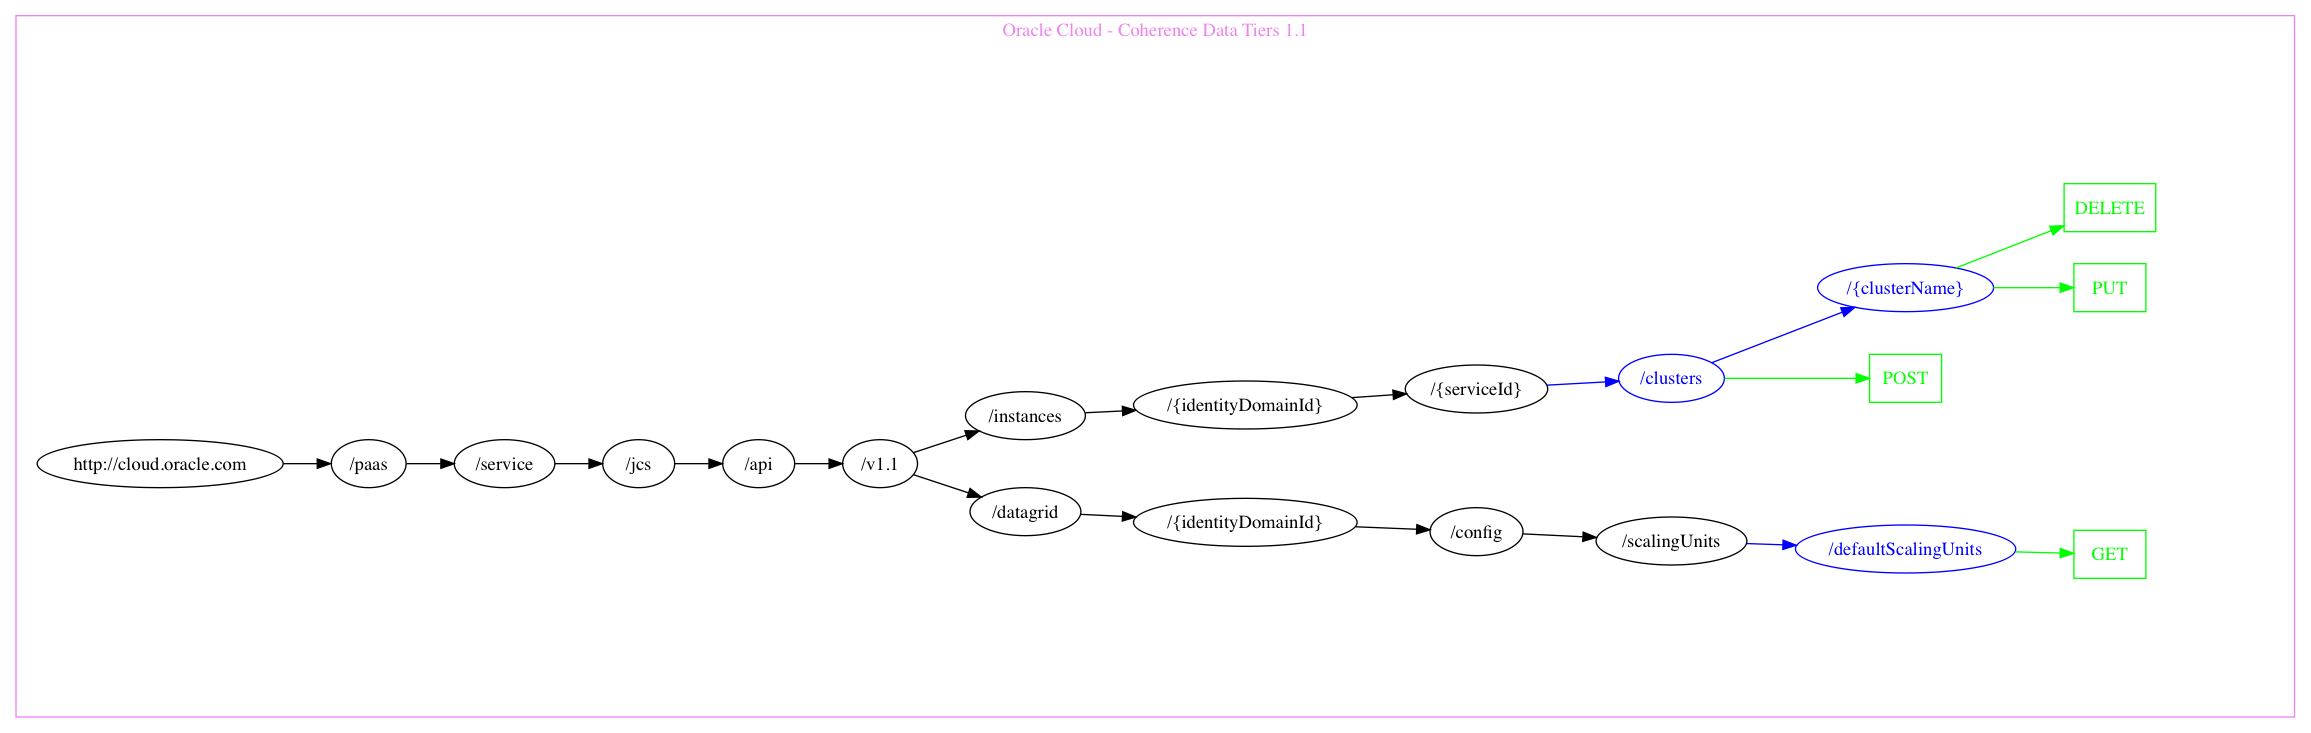 Oracle Cloud - Coherence Data Tiers 1.1
http://cloud.oracle.com
/paas
/service
/jcs
/api
/v1.1
/instances
/{identityDomainId}
/{serviceId}
/clusters
/{clusterName}
DELETE
PUT
POST
/datagrid
/{identityDomainId}
/config
/scalingUnits
/defaultScalingUnits
GET